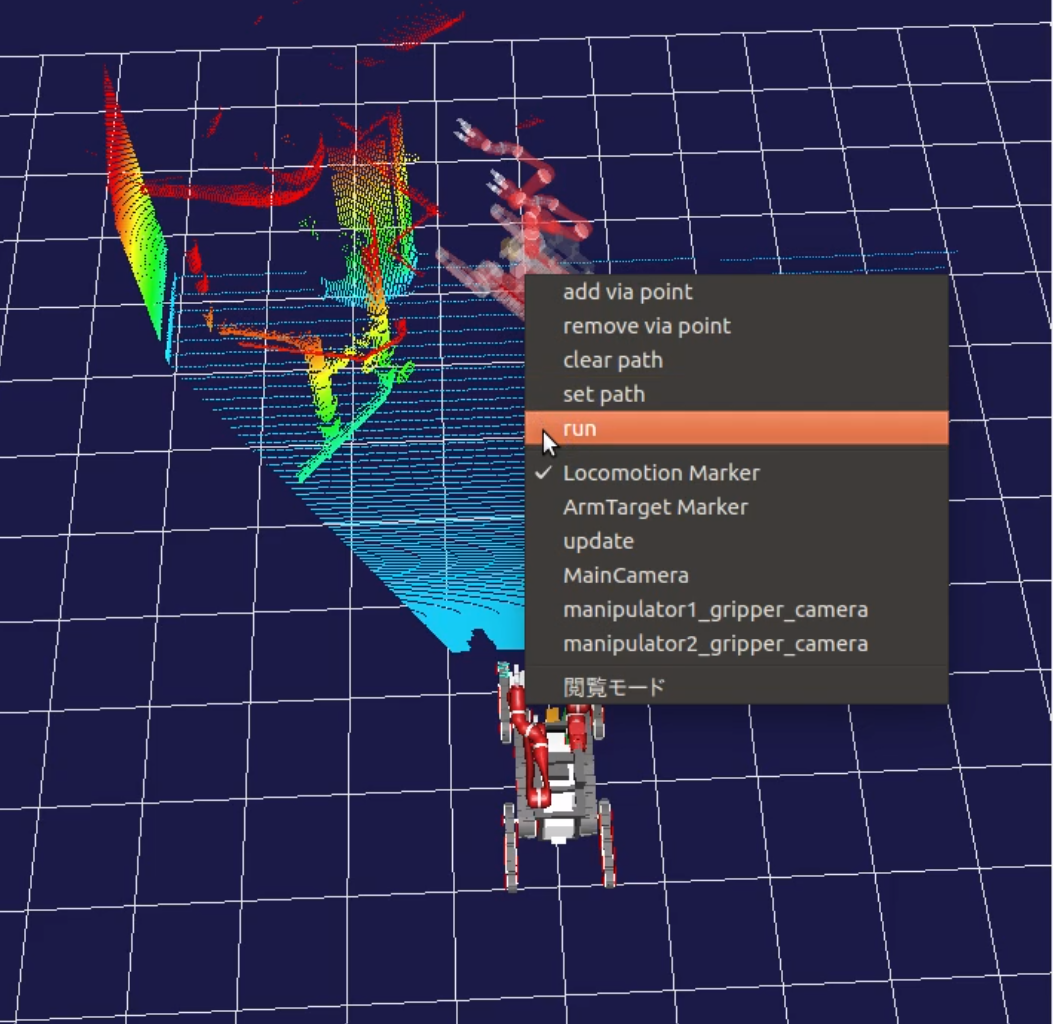 add via point
remove via point
clear path
set path
run
Locomotion Marker
ArmTarget Marker
update
MainCamera
manipulator1_gripper_camera
manipulator2_gripper_camera
閲覧モード